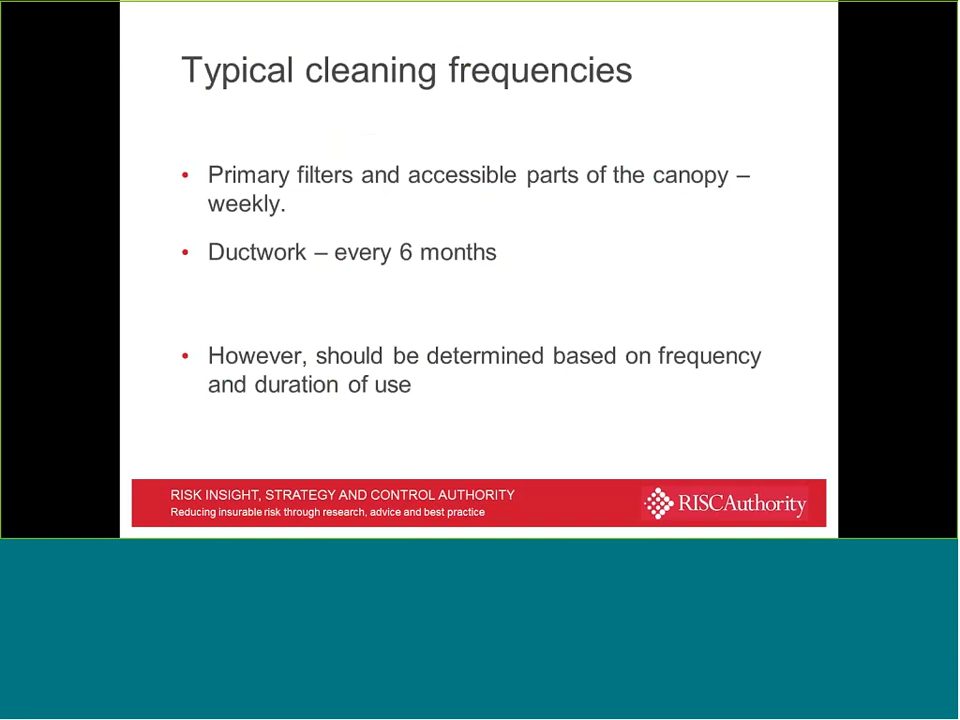 Typical cleaning frequencies
• Primary filters and accessible parts of the canopy –
weekly.
• Ductwork – every 6 months
• However, should be determined based on frequency
and duration of use
RISK INSIGHT, STRATEGY AND CONTROL AUTHORITY
Reducing insurable risk through research, advice and best practice
RISCAuthority